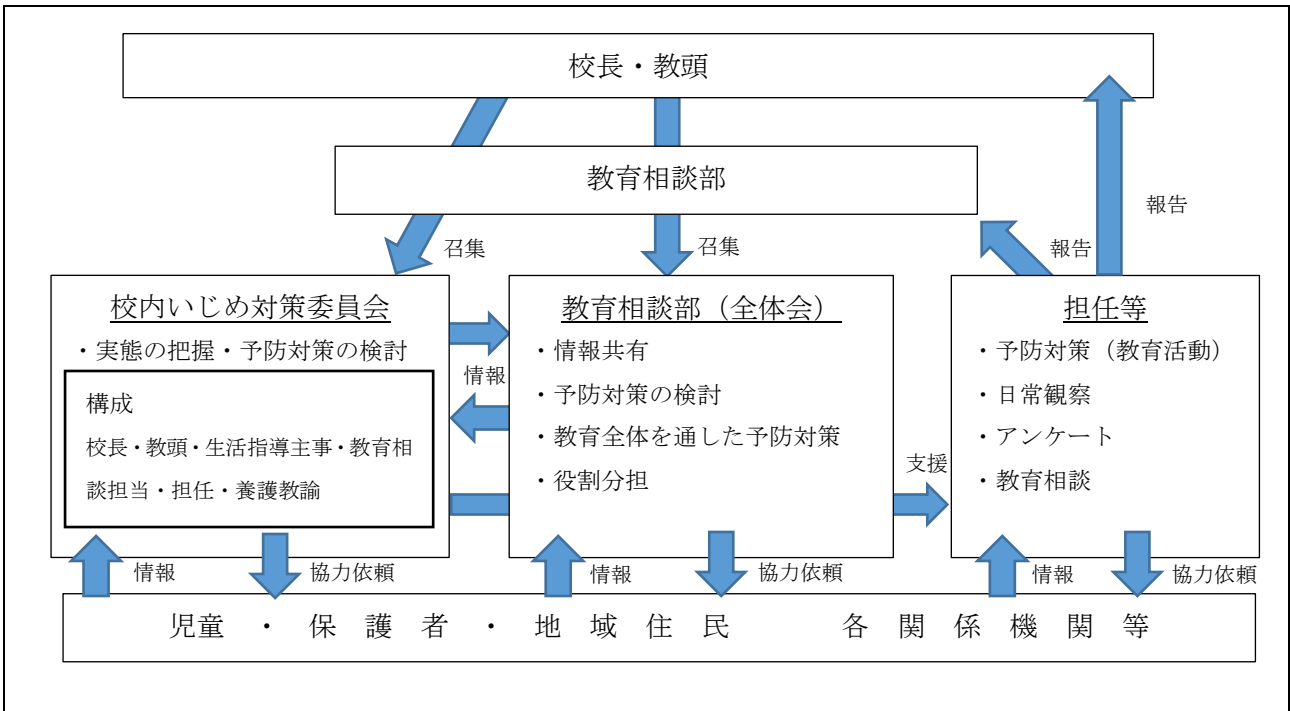 校長・教頭
教育相談部
報告
召集
召集
報告
校内いじめ対策委員会
・実態の把握・予防対策の検討
構成
校長・教頭・生活指導主事・教育相
談担当・担任・養護教諭
情報
教育相談部（全体会）
・情報共有
・予防対策の検討
・教育全体を通した予防対策
・役割分担
支援
担任等
・予防対策（教育活動）
・日常観察
・アンケート
・教育相談
情報
協力依頼
情報
協力依頼
情報
協力依頼
児童・保護者・地域住民　各関係機関等